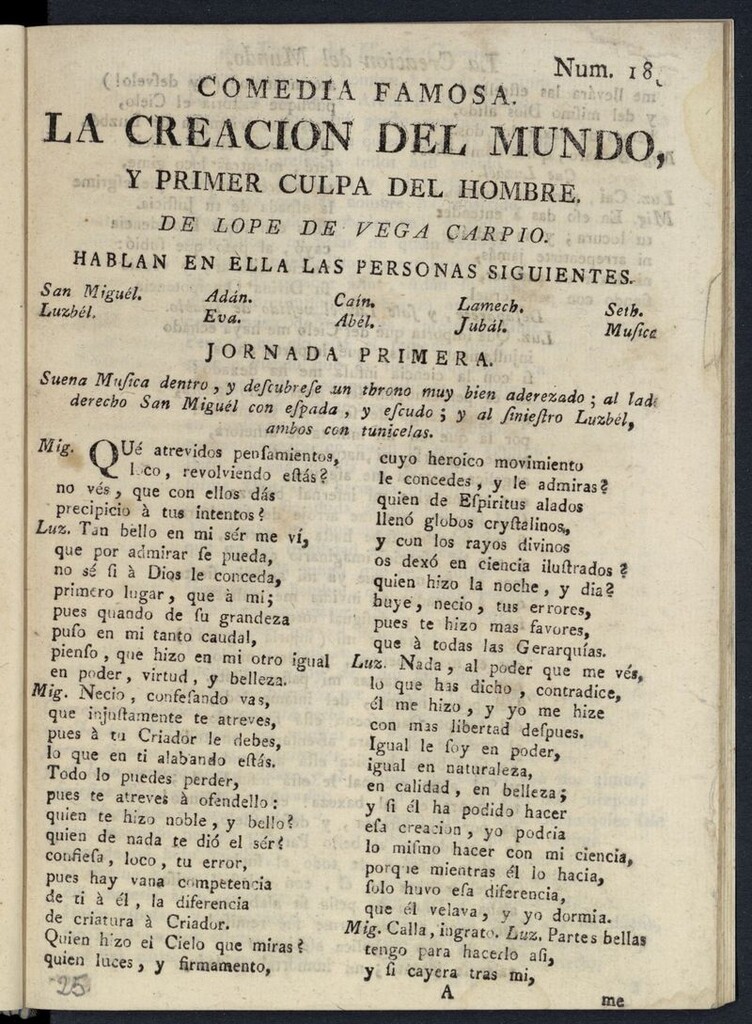 Num. 18.
COMEDIA FAMOSA.
LA CREACION DEL MUNDO,
Y PRIMER CULPA DEL HOMBRE.
DE LOPE DE VEGA CARPIO.
HABLAN EN ELLA LAS PERSONAS SIGUIENTES.
San Miguél. Adán. Caín. Lamech. Seth.
Luzbél. Eva. Abél. Jubál. Muſica
JORNADA PRIMERA.
Suena Muſica dentro, y deſcubreſe un throno muy bien aderezado; al lad
derecho San Miguél con eſpada, y eſcudo; y al ſinieſtro Luzbél,
ambos con tunicelas.
Mig. QUé atrevidos penſamientos,
loco, revolviendo eſtás?
no vés, que con ellos dás
precipicio à tus intentos?
Luz. Tan bello en mi sér me ví,
que por admirar ſe pueda,
no sé ſi à Dios le conceda,
primero lugar, que à mi;
pues quando de ſu grandeza
puſo en mi tanto caudal,
pienſo, que hizo en mi otro igual
en poder, virtud, y belleza.
Mig. Necio, confeſando vas,
que injuſtamente te atreves,
pues à tu Criador le debes,
lo que en ti alabando eſtás.
Todo lo puedes perder,
pues te atreves à ofendello:
quien te hizo noble, y bello?
quien de nada te dió el sér?
confieſa, loco, tu error,
pues hay vana competencia
de ti à él, la diferencia
de criatura à Criador.
Quien hizo el Cielo que miras?
quien luces, y firmamento,
cuyo heroico movimiento
le concedes, y le admiras?
quien de Eſpiritus alados
llenó globos cryſtalinos,
y con los rayos divinos
os dexó en ciencia iluſtrados?
quien hizo la noche, y dia?
huye, necio, tus errores,
pues te hizo mas favores,
que à todas las Gerarquías.
Luz. Nada, al poder que me vés,
lo que has dicho, contradice,
él me hizo, y yo me hize
con mas libertad deſpues.
Igual le ſoy en poder,
igual en naturaleza,
en calidad, en belleza;
y ſi él ha podido hacer
eſa creacion, yo podria
lo miſmo hacer con mi ciencia,
porque mientras él lo hacia,
ſolo huvo eſa diferencia,
que él velava, y yo dormia.
Mig. Calla, ingrato. Luz. Partes bellas
tengo para hacerlo aſi,
y ſi cayera tras mi,
A
me
25